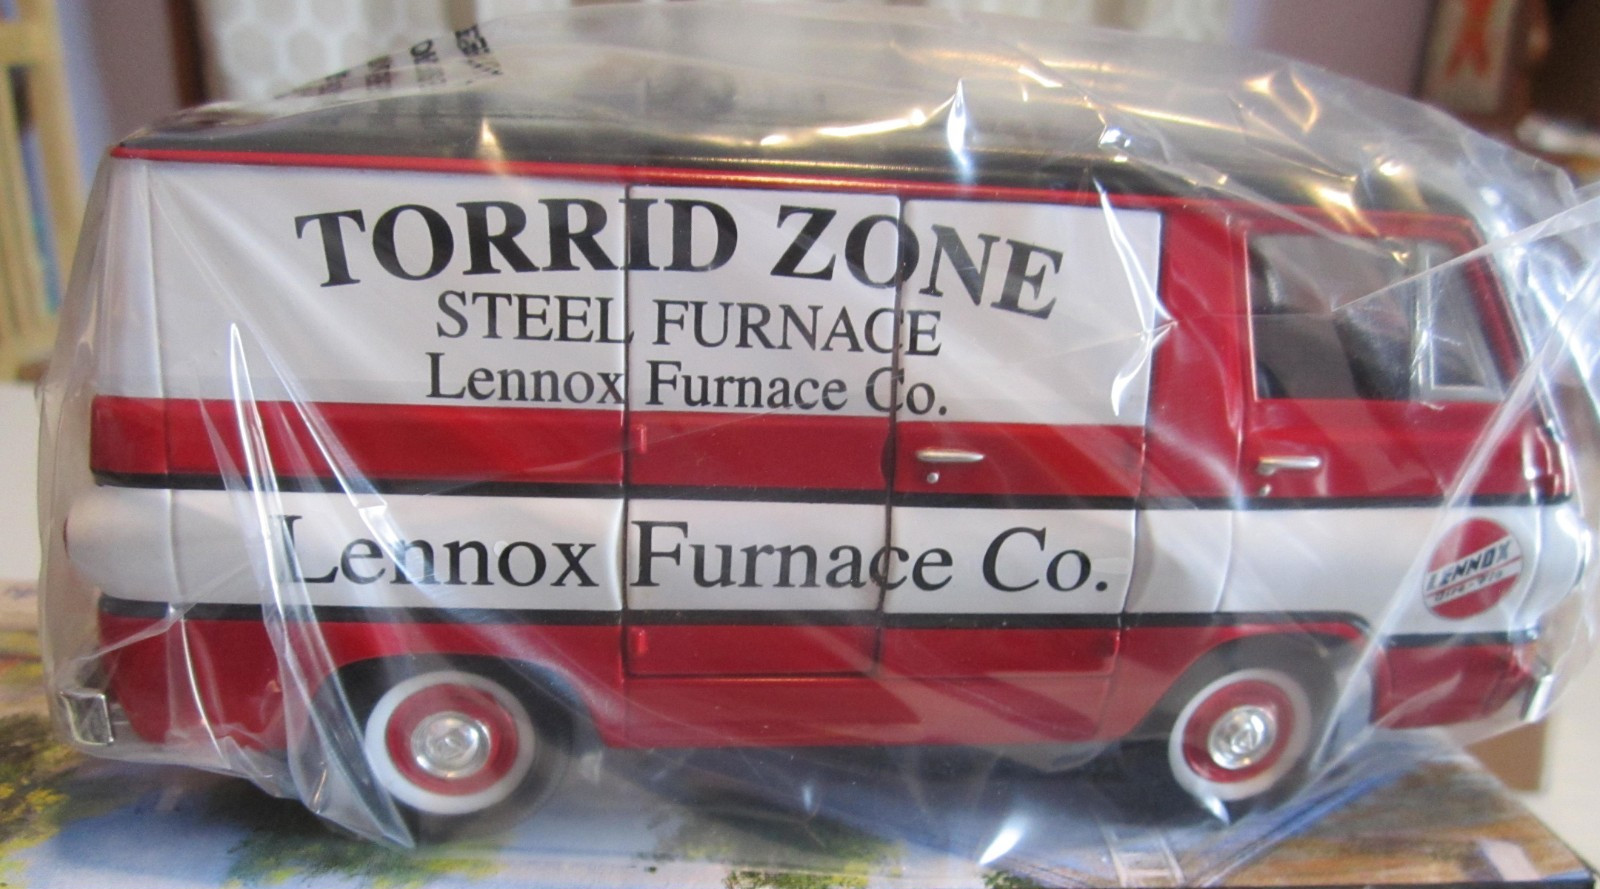 TORRID ZONE
STEEL FURNACE
Lennox Furnace Co.
Lennox Furnace Co.
LENNOX